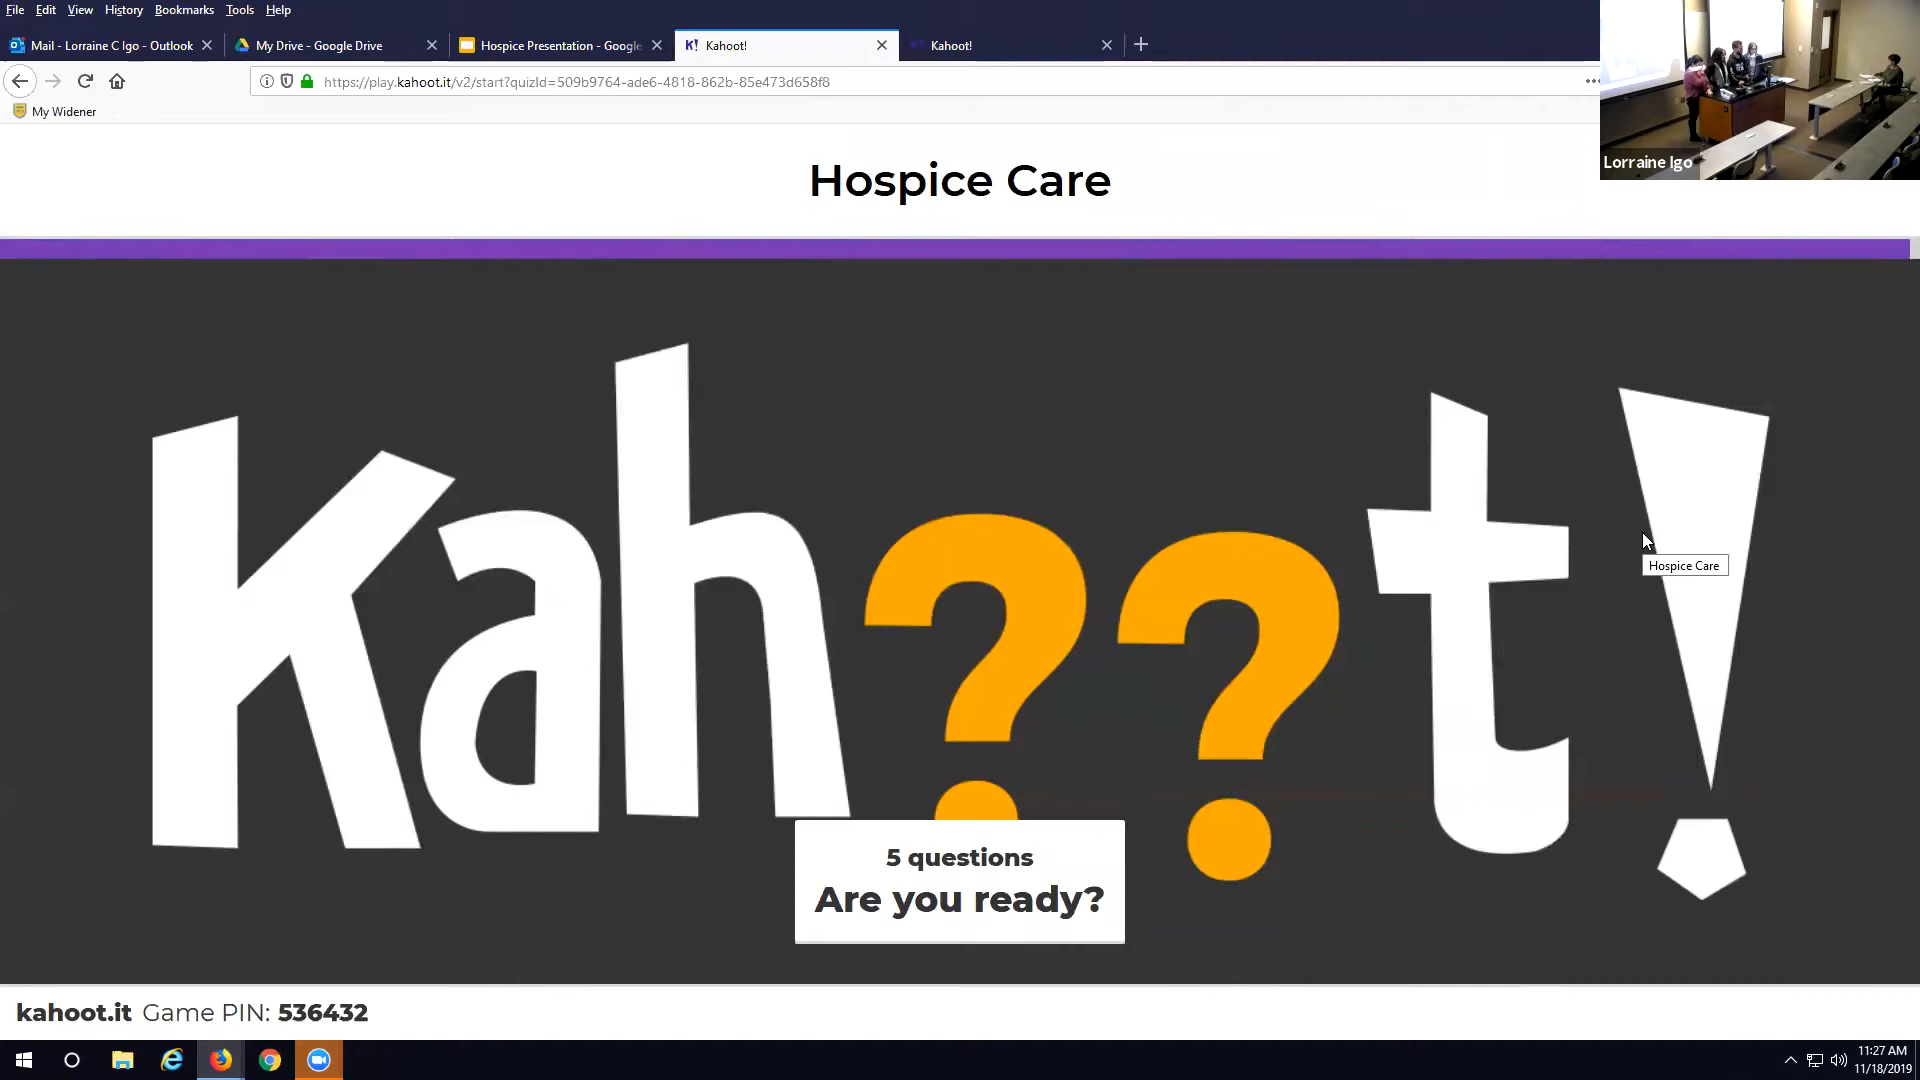 File Edit View History Bookmarks Tools Help
Mail - Lorraine C Igo - Outlook
My Drive - Google Drive
Hospice Presentation - Google
K! Kahoot!
K! Kahoot!
https://play.kahoot.it/v2/start?quizId=509b9764-ade6-4818-862b-85e473d658f8
My Widener
Lorraine Igo
Hospice Care
Kah??t!
Hospice Care
5 questions
Are you ready?
kahoot.it Game PIN: 536432
11:27 AM
11/18/2019